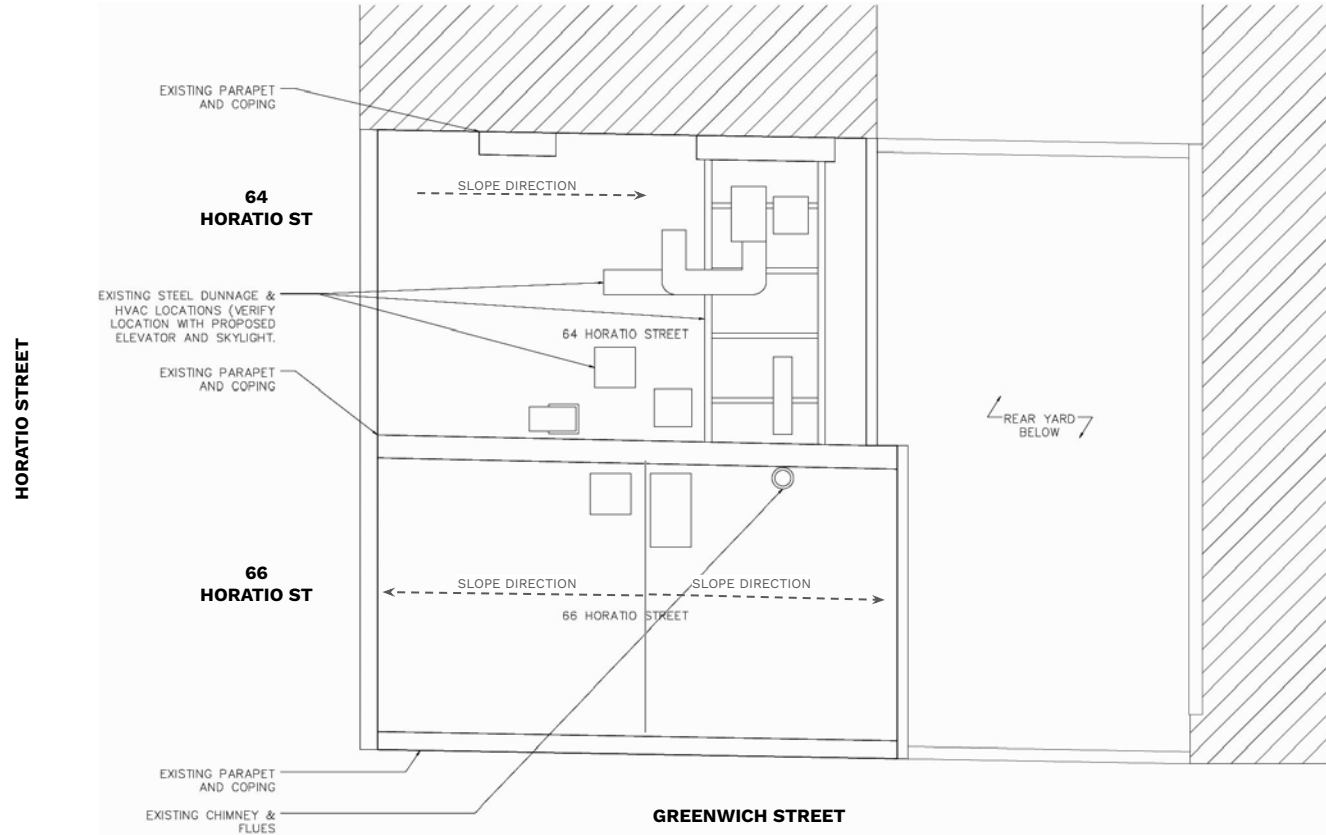 EXISTING PARAPET
AND COPING
64
HORATIO ST
SLOPE DIRECTION
EXISTING STEEL DUNNAGE &
HVAC LOCATIONS (VERIFY
LOCATION WITH PROPOSED
ELEVATOR AND SKYLIGHT.
64 HORATIO STREET
EXISTING PARAPET
AND COPING
HORATIO STREET
REAR YARD
BELOW
66
HORATIO ST
SLOPE DIRECTION
SLOPE DIRECTION
66 HORATIO STREET
EXISTING PARAPET
AND COPING
EXISTING CHIMNEY &
FLUES
GREENWICH STREET